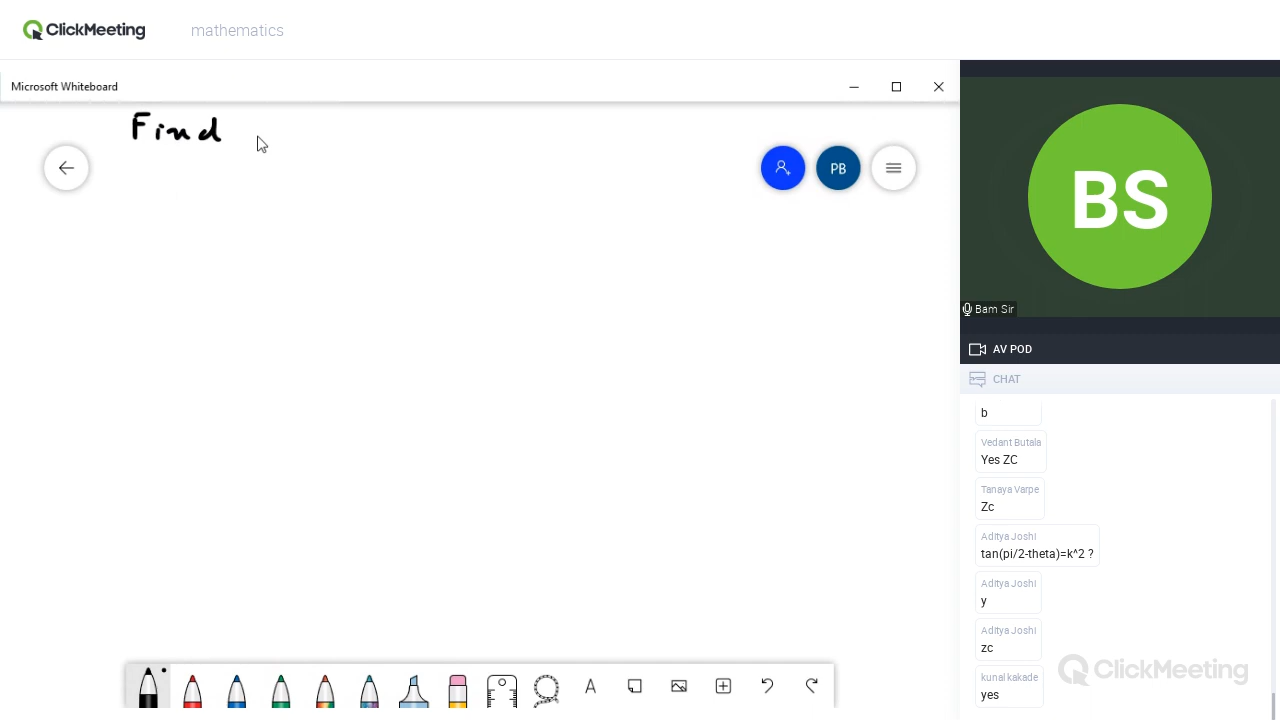 ClickMeeting mathematics
Microsoft Whiteboard
Find
PB
BS
Bam Sir
AV POD
CHAT
b
Vedant Butala
Yes ZC
Tanaya Varpe
Zc
Aditya Joshi
tan(pi/2-theta)=k^2 ?
Aditya Joshi
y
Aditya Joshi
zc
kunal kakade
yes
ClickMeeting
A